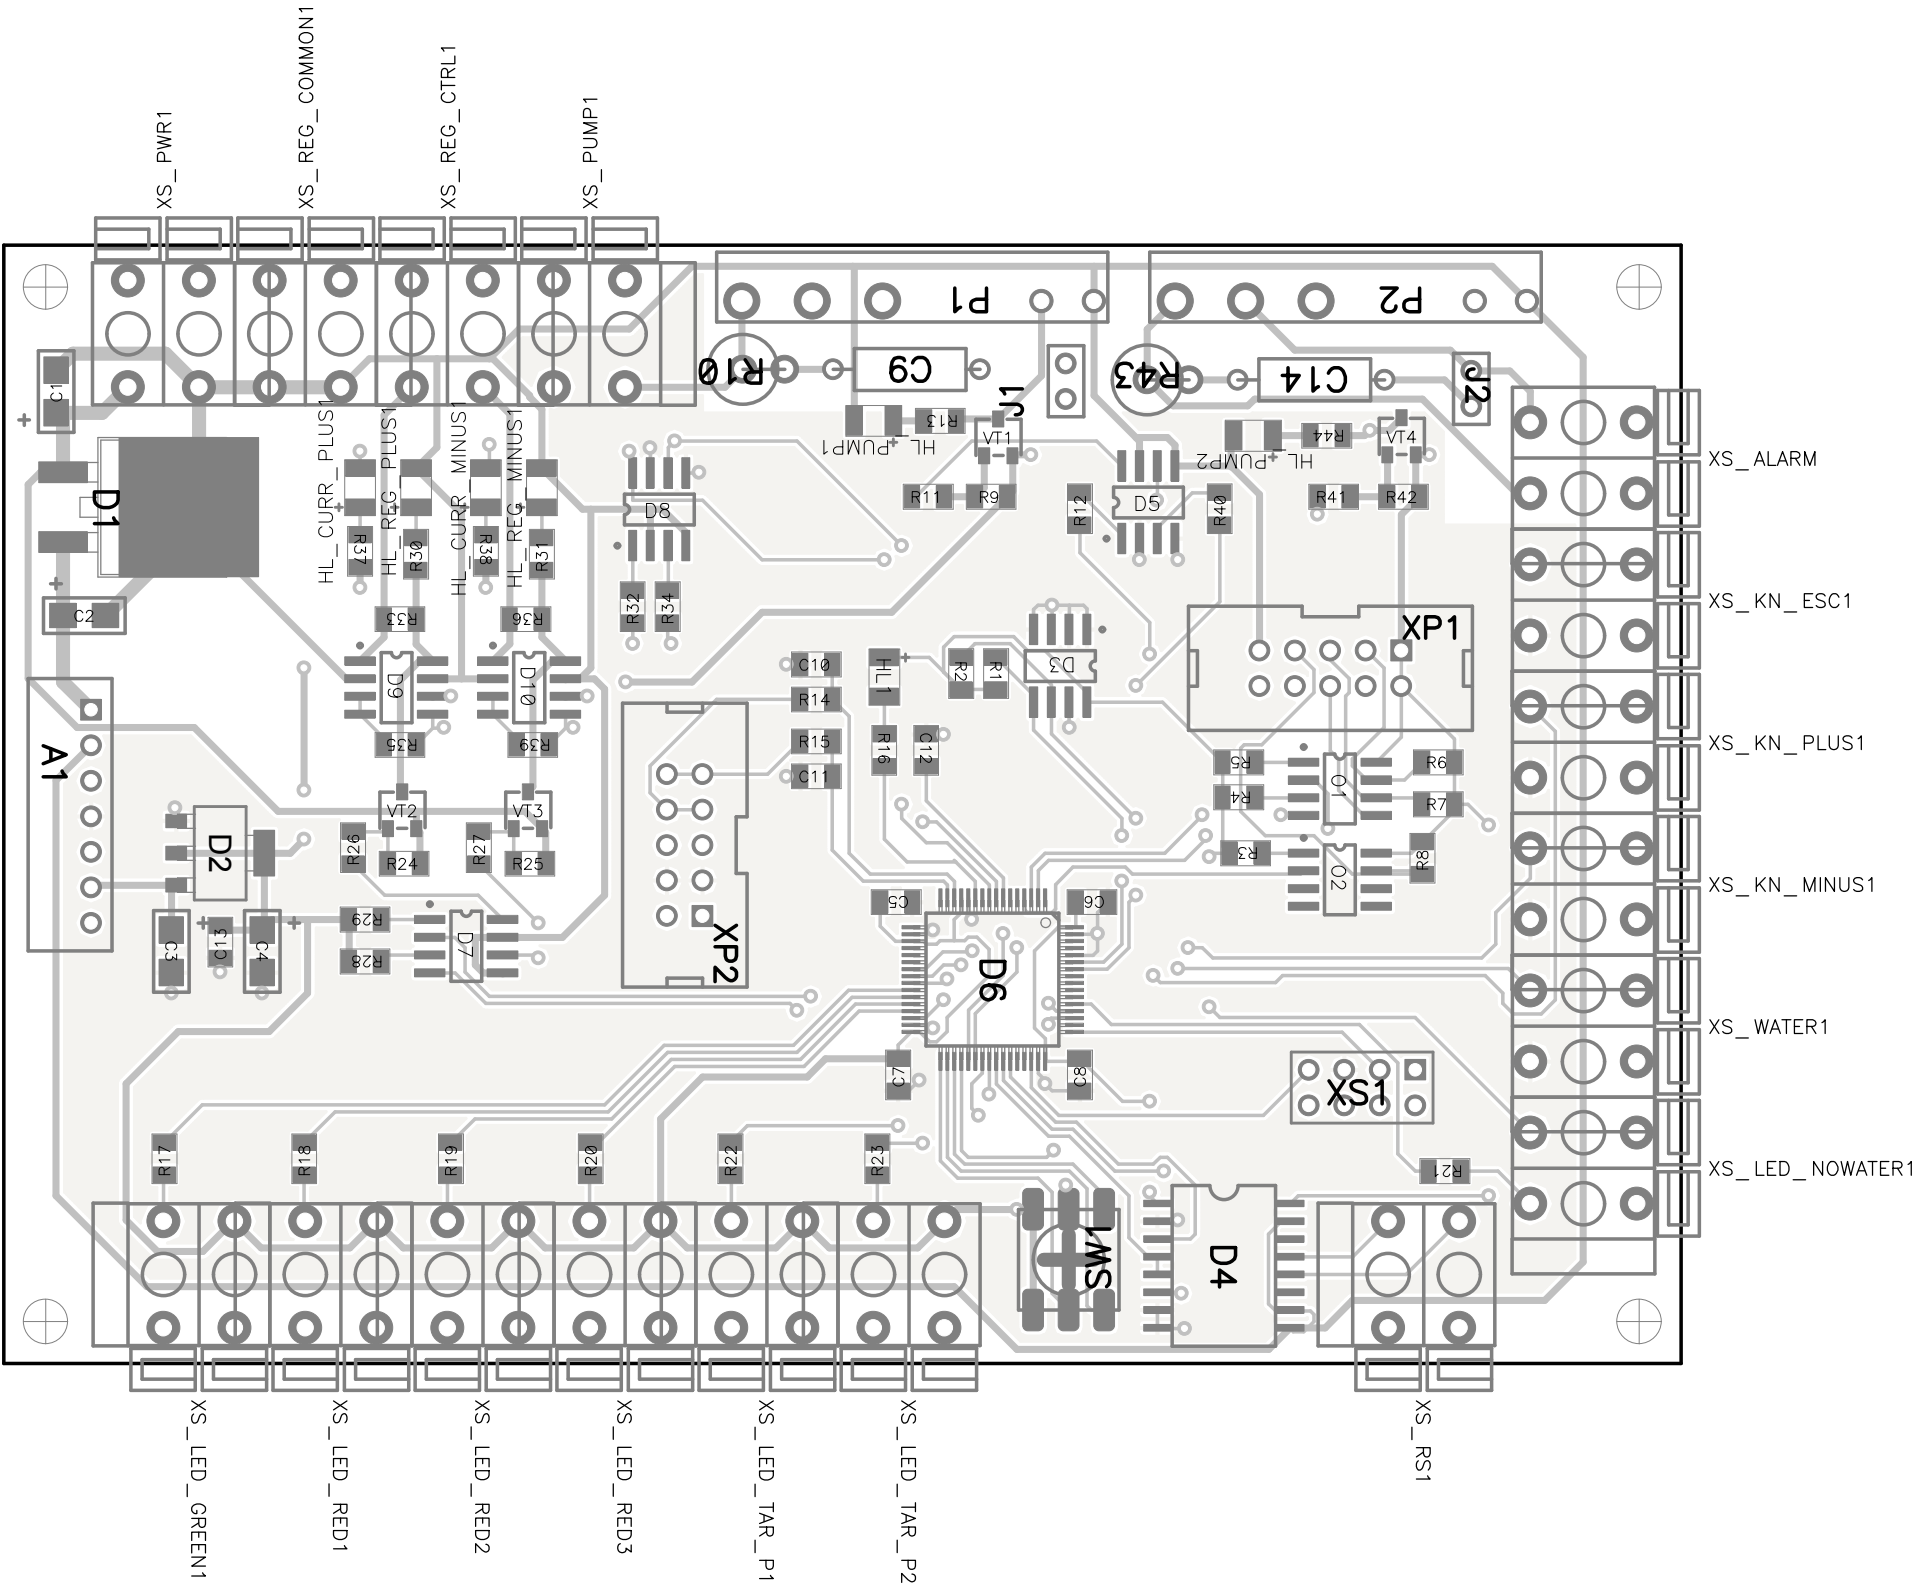 XS_PWR1
XS_REG_COMMON1
XS_REG_CTRL1
XS_PUMP1
P1
P2
C1
R10
C9
J1
R43
C14
J2
HL_PUMP1
R13
VT1
HL_PUMP2
R44
VT4
XS_ALARM
D1
HL_CURR_PLUS1
HL_REG_PLUS1
HL_CURR_MINUS1
HL_REG_MINUS1
D8
R11
R9
R12
D5
R40
R41
R42
R37
R30
R38
R31
C2
R33
R36
R32
R34
XS_KN_ESC1
XP1
D9
D10
C10
HL1
R2
R1
D3
R14
R35
R39
R15
R16
C12
C11
XS_KN_PLUS1
A1
R5
O1
R6
R4
R7
VT2
VT3
D2
R26
R24
R27
R25
R3
O2
R8
XS_KN_MINUS1
C5
C6
R29
D7
R28
C3
C13
C4
XP2
D6
XS_WATER1
C7
C8
XS1
R17
R18
R19
R20
R22
R23
R21
XS_LED_NOWATER1
SW1
D4
XS_LED_GREEN1
XS_LED_RED1
XS_LED_RED2
XS_LED_RED3
XS_LED_TAR_P1
XS_LED_TAR_P2
XS_RS1